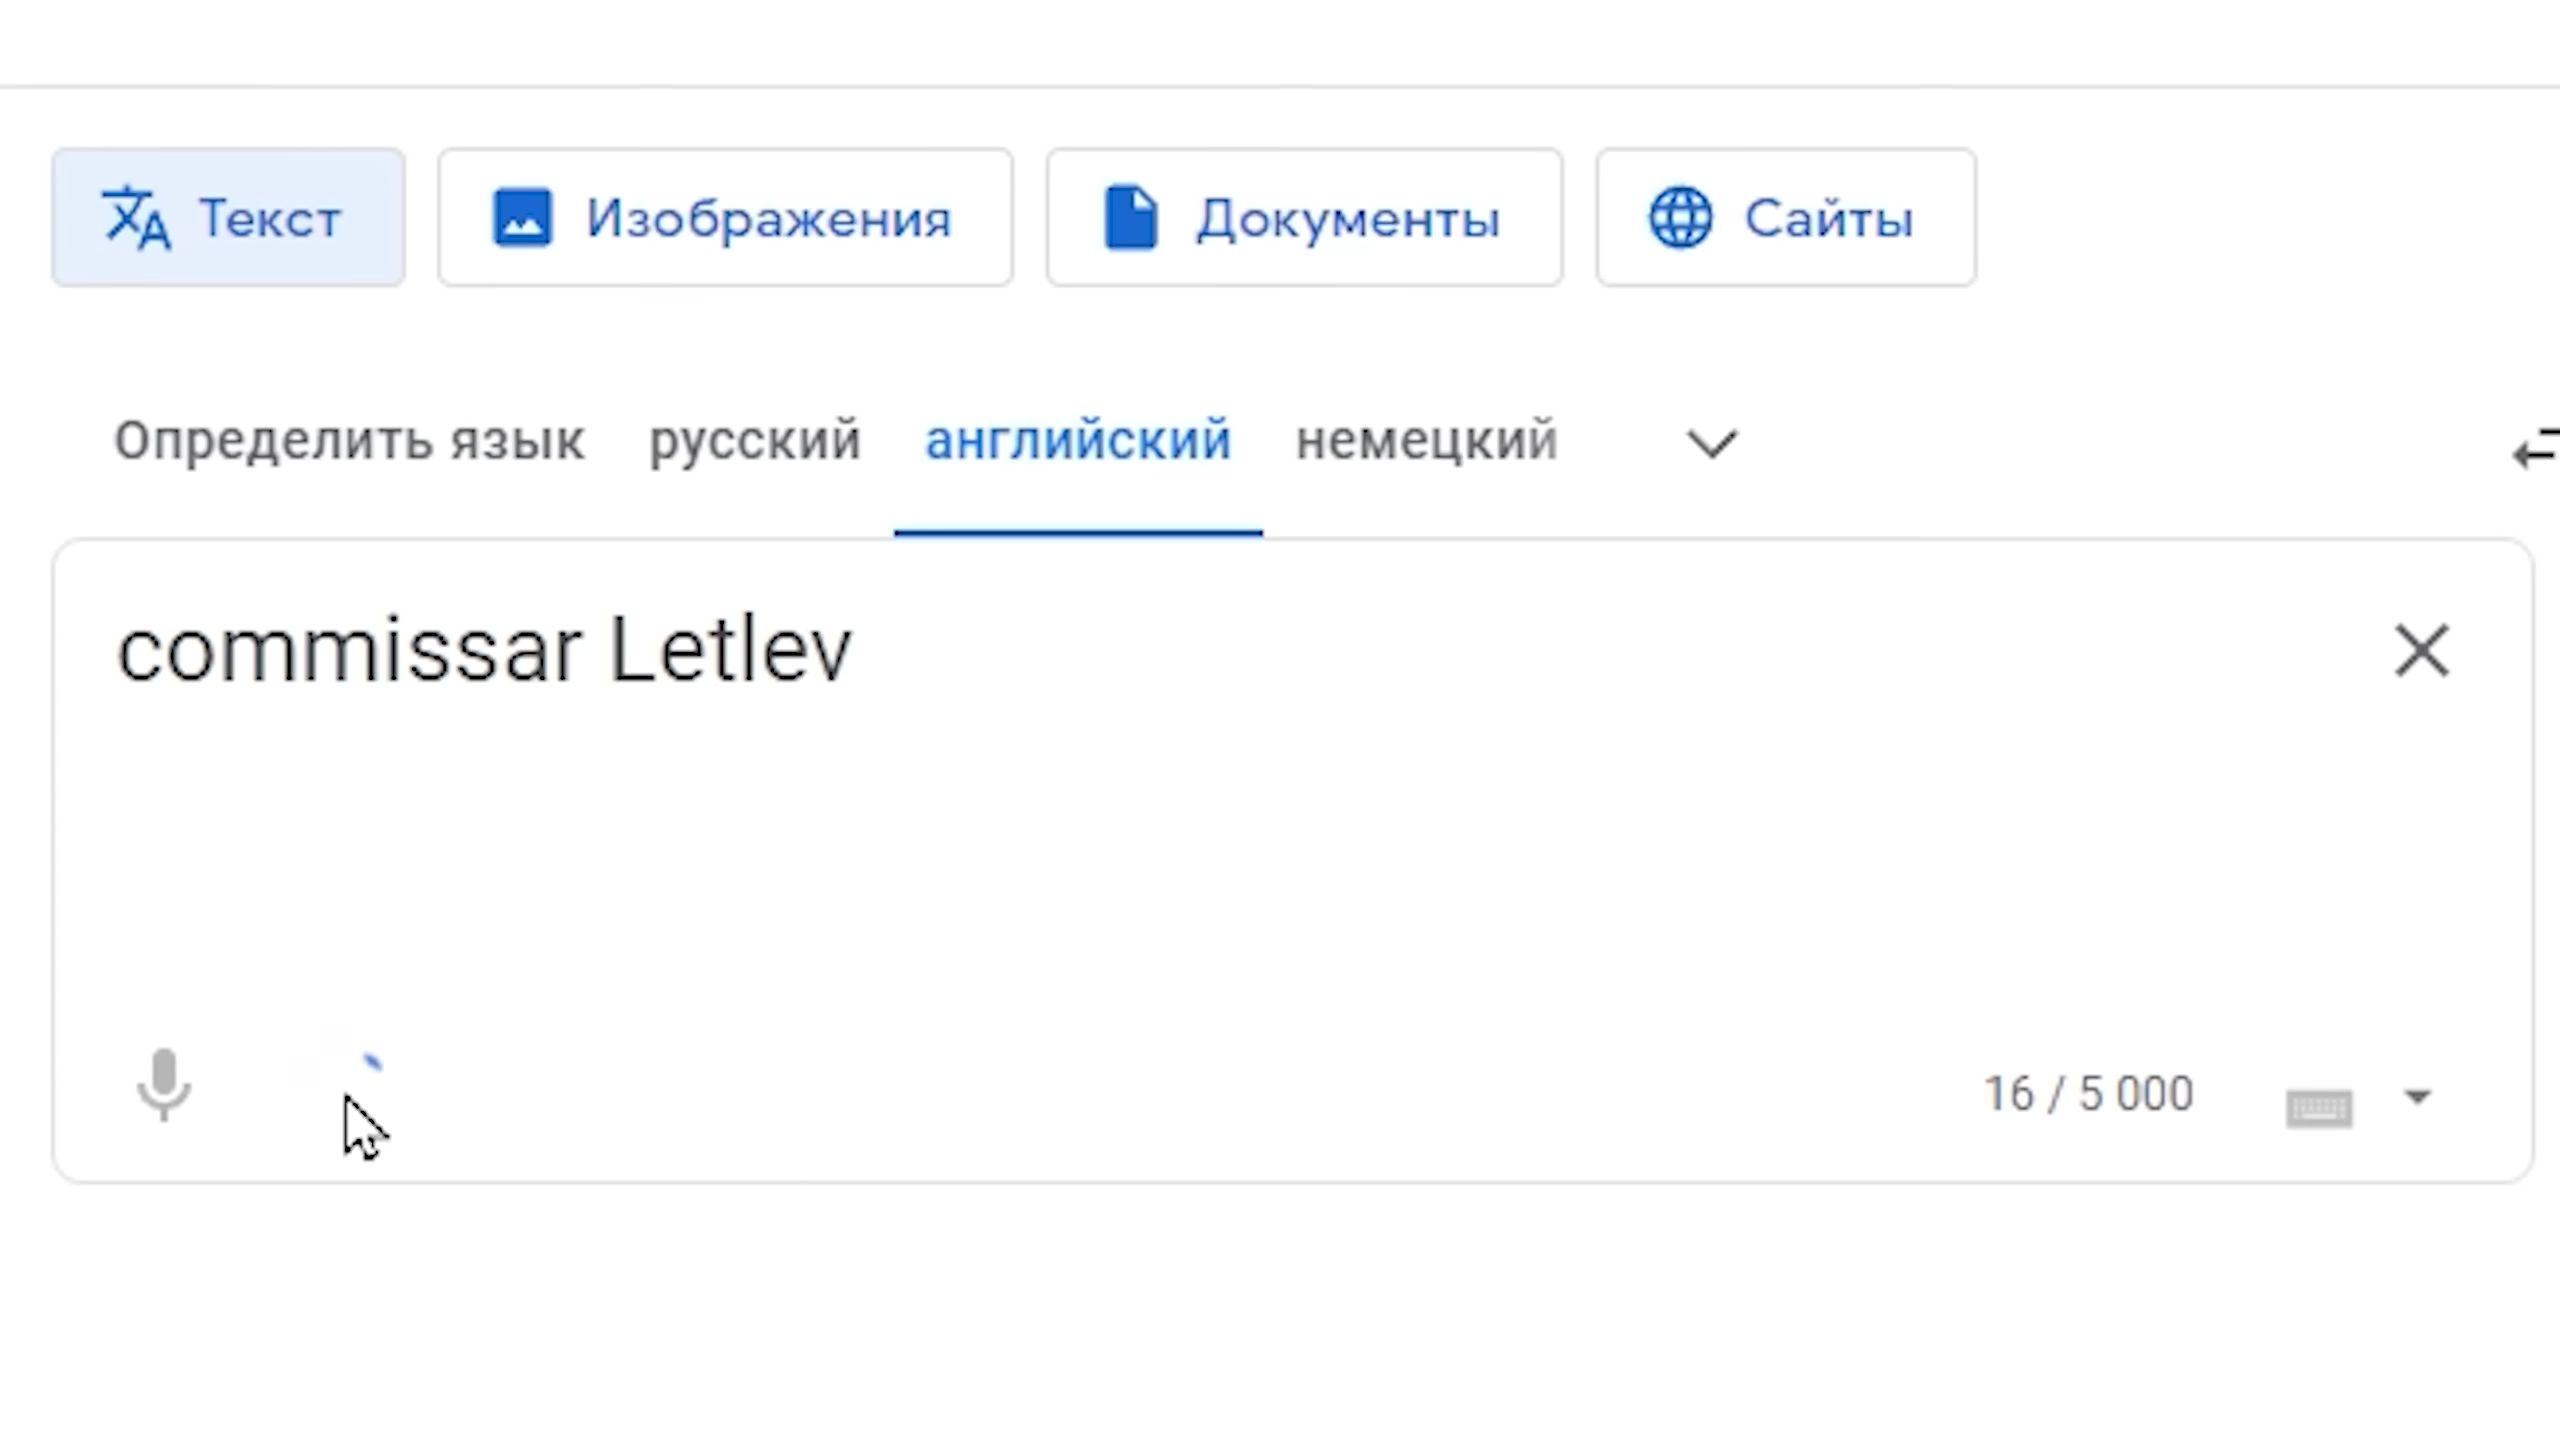 Текст Изображения Документы Сайты
Определить язык русский английский немецкий
commissar Letlev
16 / 5 000